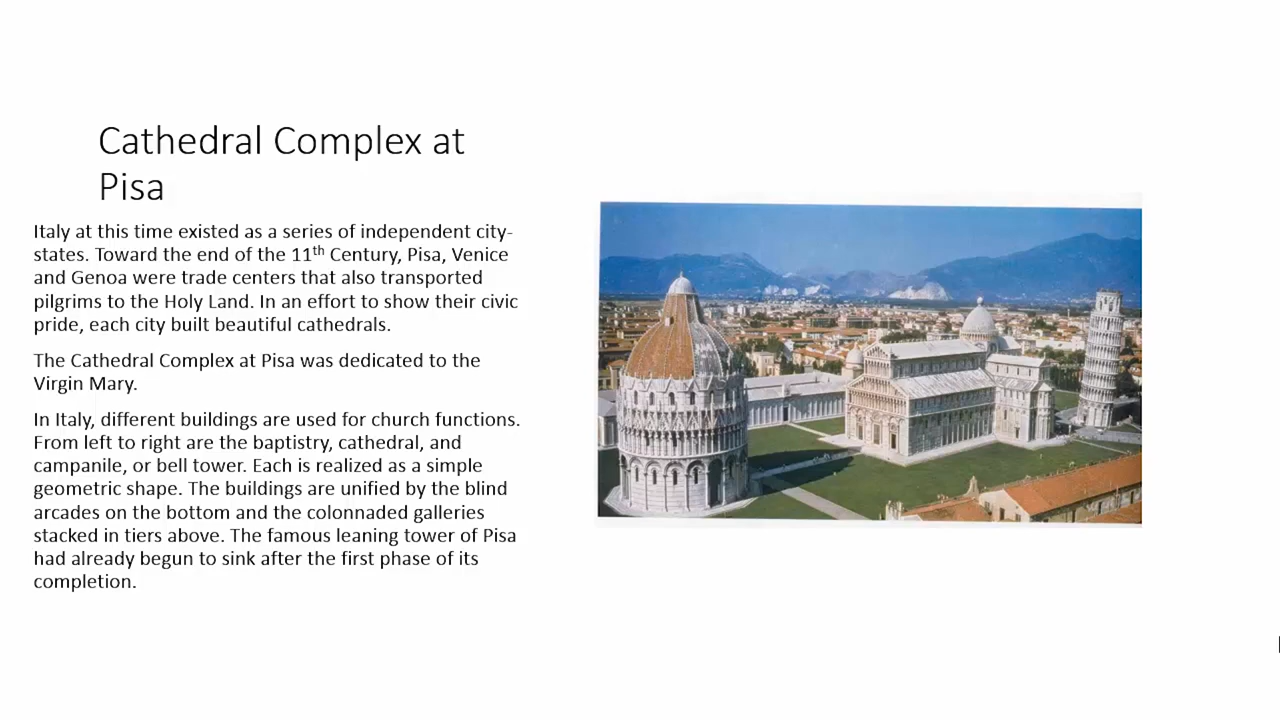 Cathedral Complex at
Pisa
Italy at this time existed as a series of independent city-
states. Toward the end of the 11th Century, Pisa, Venice
and Genoa were trade centers that also transported
pilgrims to the Holy Land. In an effort to show their civic
pride, each city built beautiful cathedrals.
The Cathedral Complex at Pisa was dedicated to the
Virgin Mary.
In Italy, different buildings are used for church functions.
From left to right are the baptistry, cathedral, and
campanile, or bell tower. Each is realized as a simple
geometric shape. The buildings are unified by the blind
arcades on the bottom and the colonnaded galleries
stacked in tiers above. The famous leaning tower of Pisa
had already begun to sink after the first phase of its
completion.